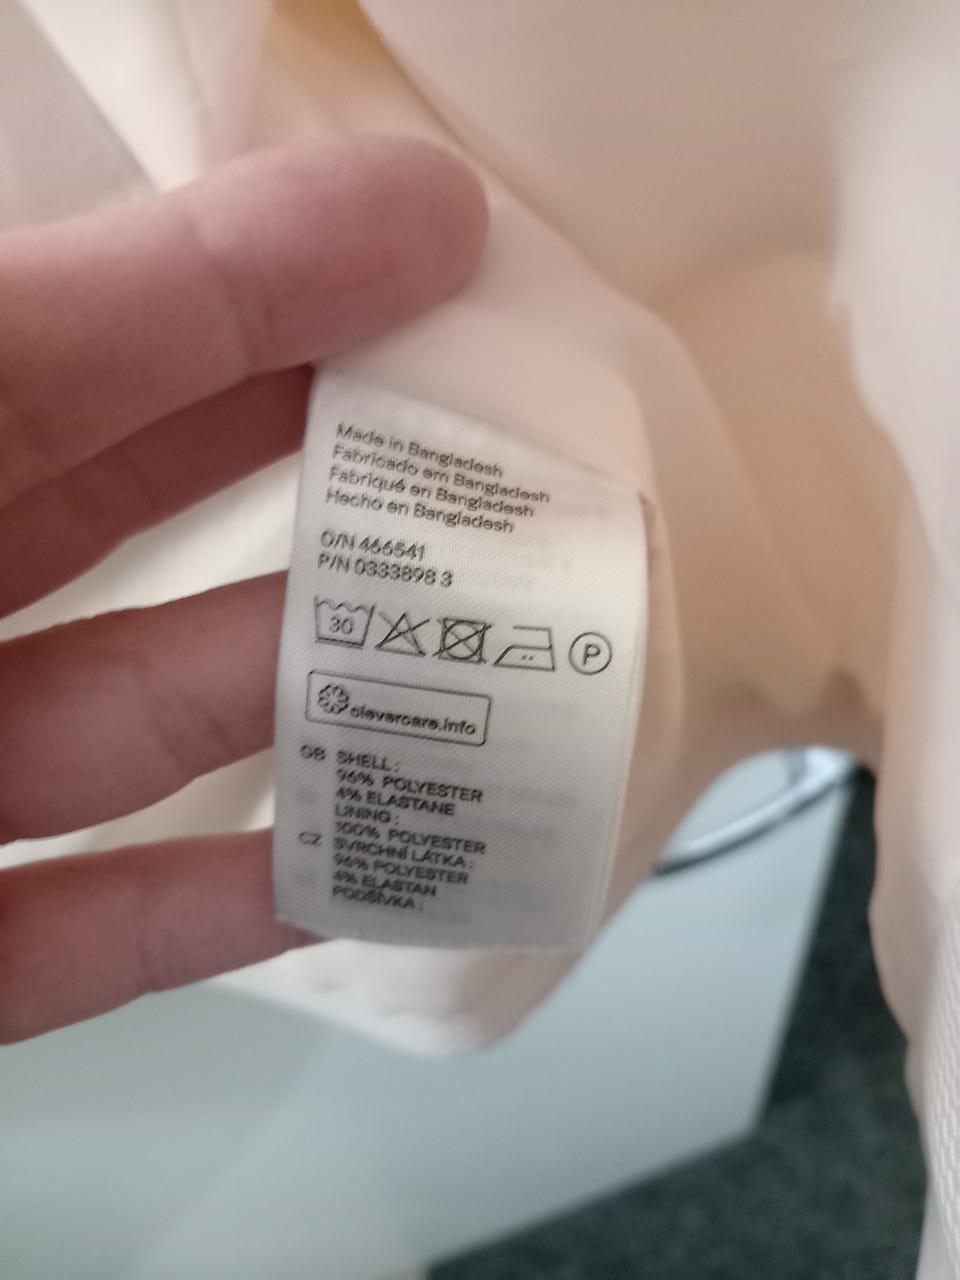 Made in Bangladesh
Fabricado em Bangladesh
Fabriqué en Bangladesh
Hecho en Bangladesh
O/N 466541
P/N 0333898 3
30 P
clevercare.info
GB SHELL:
96% POLYESTER
4% ELASTANE
LINING:
100% POLYESTER
CZ SVRCHNÍ LÁTKA:
96% POLYESTER
4% ELASTAN
PODŠÍVKA: